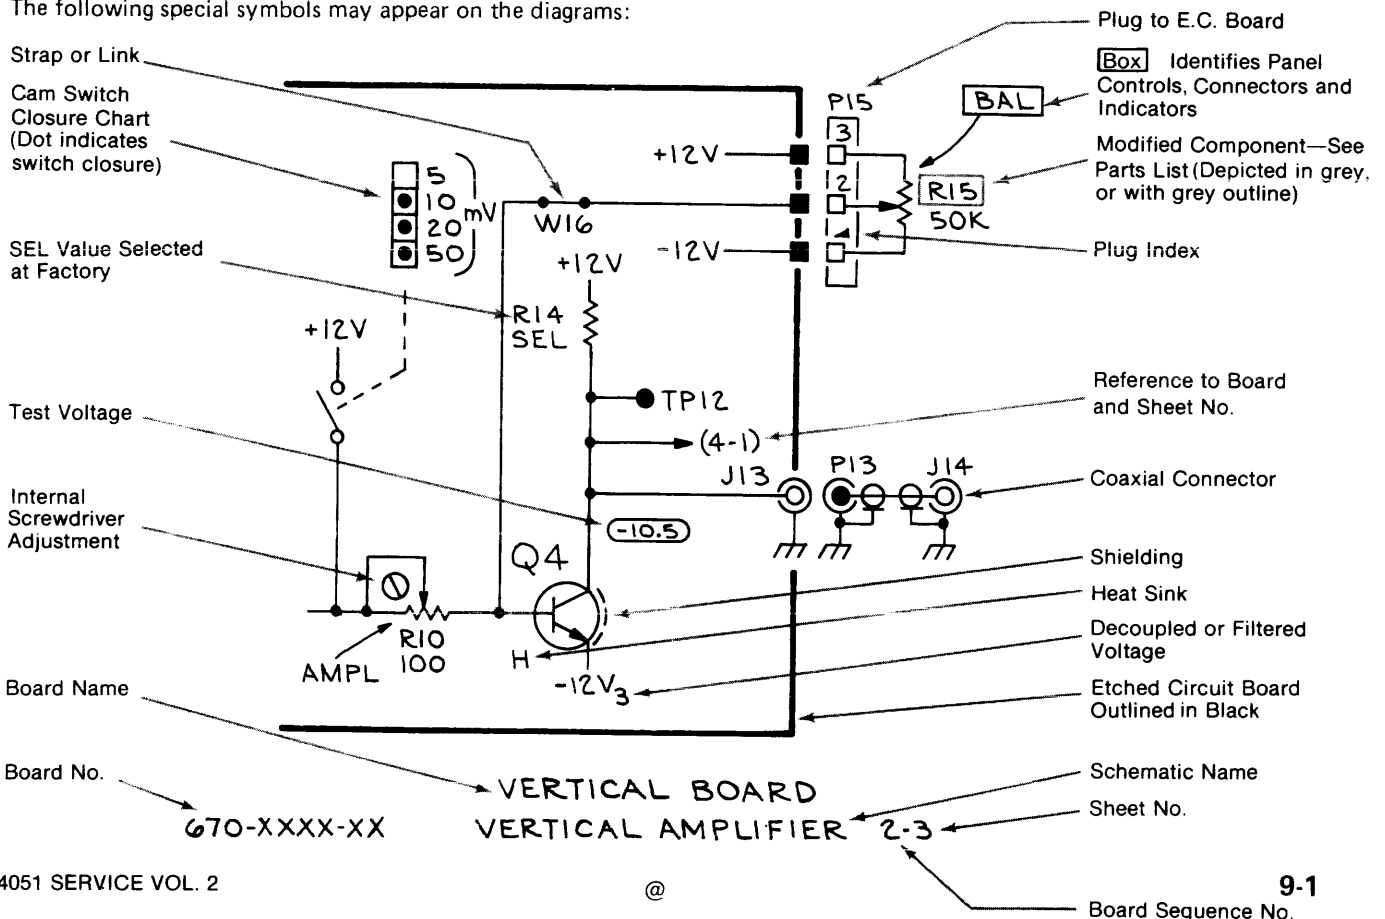 The following special symbols may appear on the diagrams:
Strap or Link
Cam Switch
Closure Chart
(Dot indicates
switch closure)
SEL Value Selected
at Factory
Test Voltage
Internal
Screwdriver
Adjustment
Board Name
Board No.
5
10
20
50
mV
+12V
W16
+12V
R14
SEL
+12V
-12V
TP12
(4-1)
J13
-10.5
Q4
H
-12V3
R10
100
AMPL
P15
3
2
BAL
R15
50K
P13
J14
Plug to E.C. Board
Box Identifies Panel
Controls, Connectors and
Indicators
Modified Component—See
Parts List (Depicted in grey,
or with grey outline)
Plug Index
Reference to Board
and Sheet No.
Coaxial Connector
Shielding
Heat Sink
Decoupled or Filtered
Voltage
Etched Circuit Board
Outlined in Black
Schematic Name
Sheet No.
Board Sequence No.
VERTICAL BOARD
670-XXXX-XX
VERTICAL AMPLIFIER 2-3
4051 SERVICE VOL. 2
@
9-1